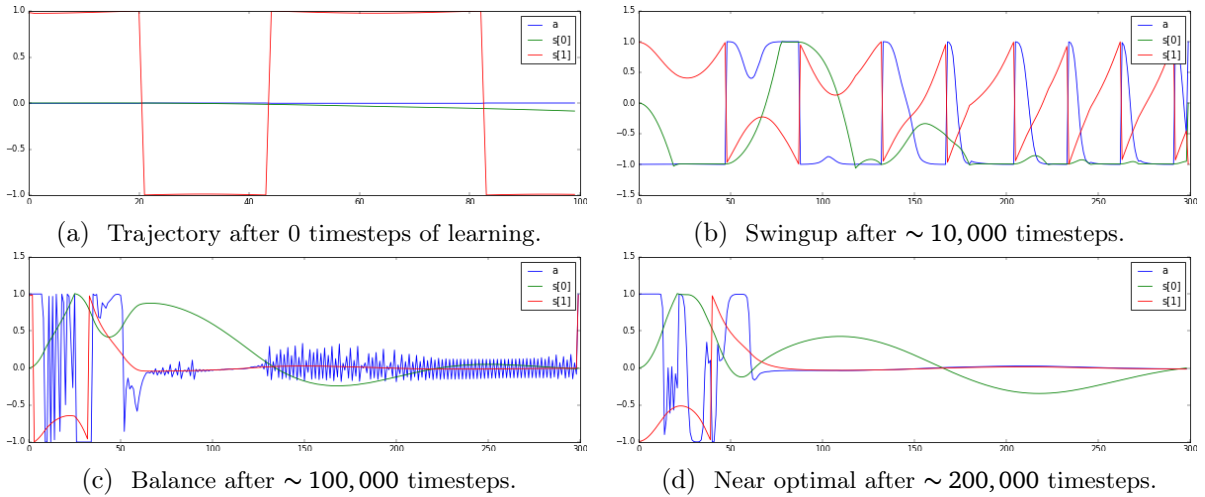 1.0
0.5
0.0
−0.5
−1.0
0 20 40 60 80 100
a
s[0]
s[1]
1.5
1.0
0.5
0.0
−0.5
−1.0
−1.5
0 50 100 150 200 250 300
a
s[0]
s[1]
(a) Trajectory after 0 timesteps of learning.
(b) Swingup after ∼ 10,000 timesteps.
1.5
1.0
0.5
0.0
−0.5
−1.0
0 50 100 150 200 250 300
a
s[0]
s[1]
1.5
1.0
0.5
0.0
−0.5
−1.0
0 50 100 150 200 250 300
a
s[0]
s[1]
(c) Balance after ∼ 100,000 timesteps.
(d) Near optimal after ∼ 200,000 timesteps.